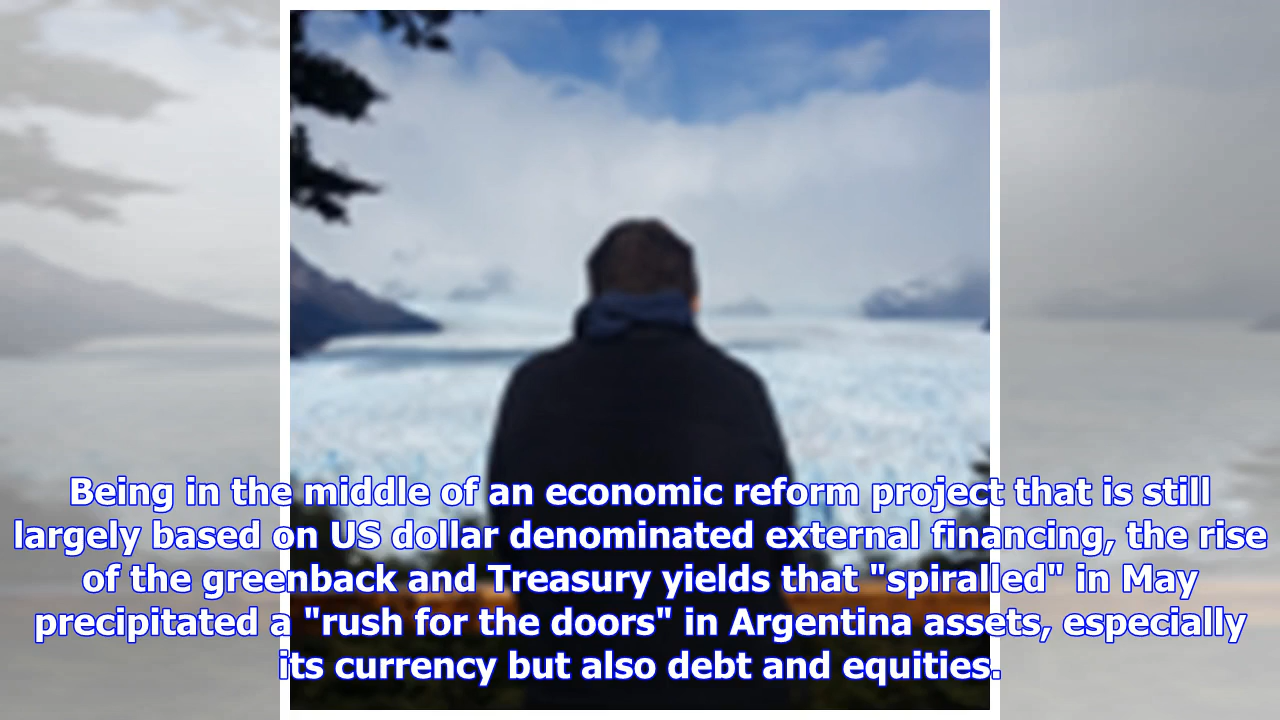 Being in the middle of an economic reform project that is still
largely based on US dollar denominated external financing, the rise
of the greenback and Treasury yields that "spiralled" in May
precipitated a "rush for the doors" in Argentina assets, especially
its currency but also debt and equities.